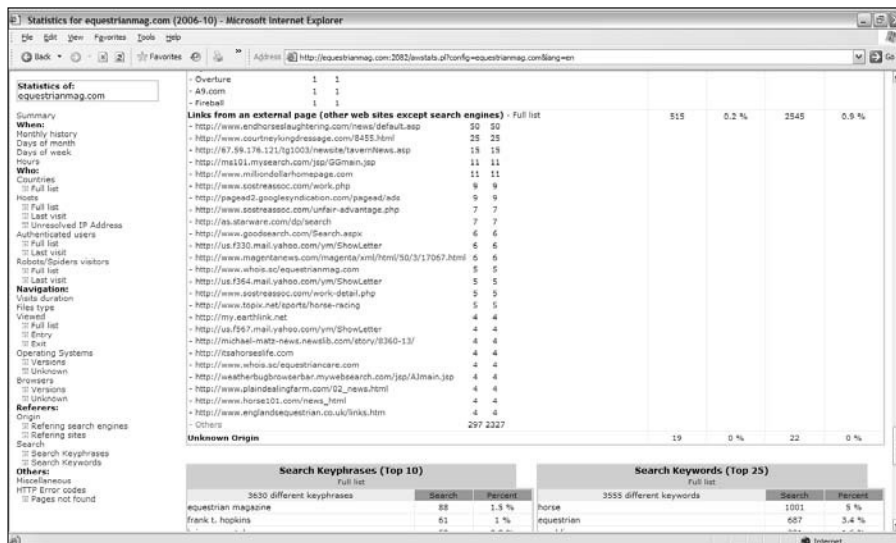 Statistics for equestrianmag.com (2006-10) - Microsoft Internet Explorer
File Edit View Favorites Tools Help
Back Favorites Address http://equestrianmag.com:2082/awstats.pl?config=equestrianmag.com&lang=en Go
Statistics of:
equestrianmag.com
Summary
When:
Monthly history
Days of month
Days of week
Hours
Who:
Countries
Full list
Hosts
Full list
Last visit
Unresolved IP Address
Authenticated users
Full list
Last visit
Robots/Spiders visitors
Full list
Last visit
Navigation:
Visits duration
Files type
Viewed
Full list
Entry
Exit
Operating Systems
Versions
Unknown
Browsers
Versions
Unknown
Referers:
Origin
Refering search engines
Refering sites
Search
Search Keyphrases
Search Keywords
Others:
Miscellaneous
HTTP Error codes
Pages not found
- Overture 1 1
- A9.com 1 1
- Fireball 1 1
Links from an external page (other web sites except search engines) - Full list 515 0.2 % 2545 0.9 %
- http://www.endhorseslaughtering.com/news/default.asp 50 50
- http://www.courtneykingdressage.com/8455.html 25 25
- http://67.59.176.121/tg1003/newsite/tavernNews.asp 15 15
- http://ms101.mysearch.com/jsp/GGmain.jsp 11 11
- http://www.milliondollarhomepage.com 11 11
- http://www.sostreassoc.com/work.php 9 9
- http://pagead2.googlesyndication.com/pagead/ads 9 9
- http://www.sostreassoc.com/unfair-advantage.php 7 7
- http://as.starware.com/dp/search 7 7
- http://www.goodsearch.com/Search.aspx 6 6
- http://us.f330.mail.yahoo.com/ym/ShowLetter 6 6
- http://www.magentanews.com/magenta/xml/html/50/3/17067.html 6 6
- http://www.whois.sc/equestrianmag.com 5 5
- http://us.f364.mail.yahoo.com/ym/ShowLetter 5 5
- http://www.sostreassoc.com/work-detail.php 5 5
- http://www.topix.net/sports/horse-racing 5 5
- http://my.earthlink.net 4 4
- http://us.f567.mail.yahoo.com/ym/ShowLetter 4 4
- http://michael-matz-news.newslib.com/story/8360-13/ 4 4
- http://itsahorseslife.com 4 4
- http://www.whois.sc/equestriancare.com 4 4
- http://weatherbugbrowserbar.mywebsearch.com/jsp/AJmain.jsp 4 4
- http://www.plaindealingfarm.com/02_news.html 4 4
- http://www.horse101.com/news_html 4 4
- http://www.englandsequestrian.co.uk/links.htm 4 4
- Others 297 2327
Unknown Origin 19 0 % 22 0 %
Search Keyphrases (Top 10)
Full list
3630 different keyphrases Search Percent
equestrian magazine 88 1.5 %
frank t. hopkins 61 1 %
Search Keywords (Top 25)
Full list
3555 different keywords Search Percent
horse 1001 5 %
equestrian 687 3.4 %
Internet